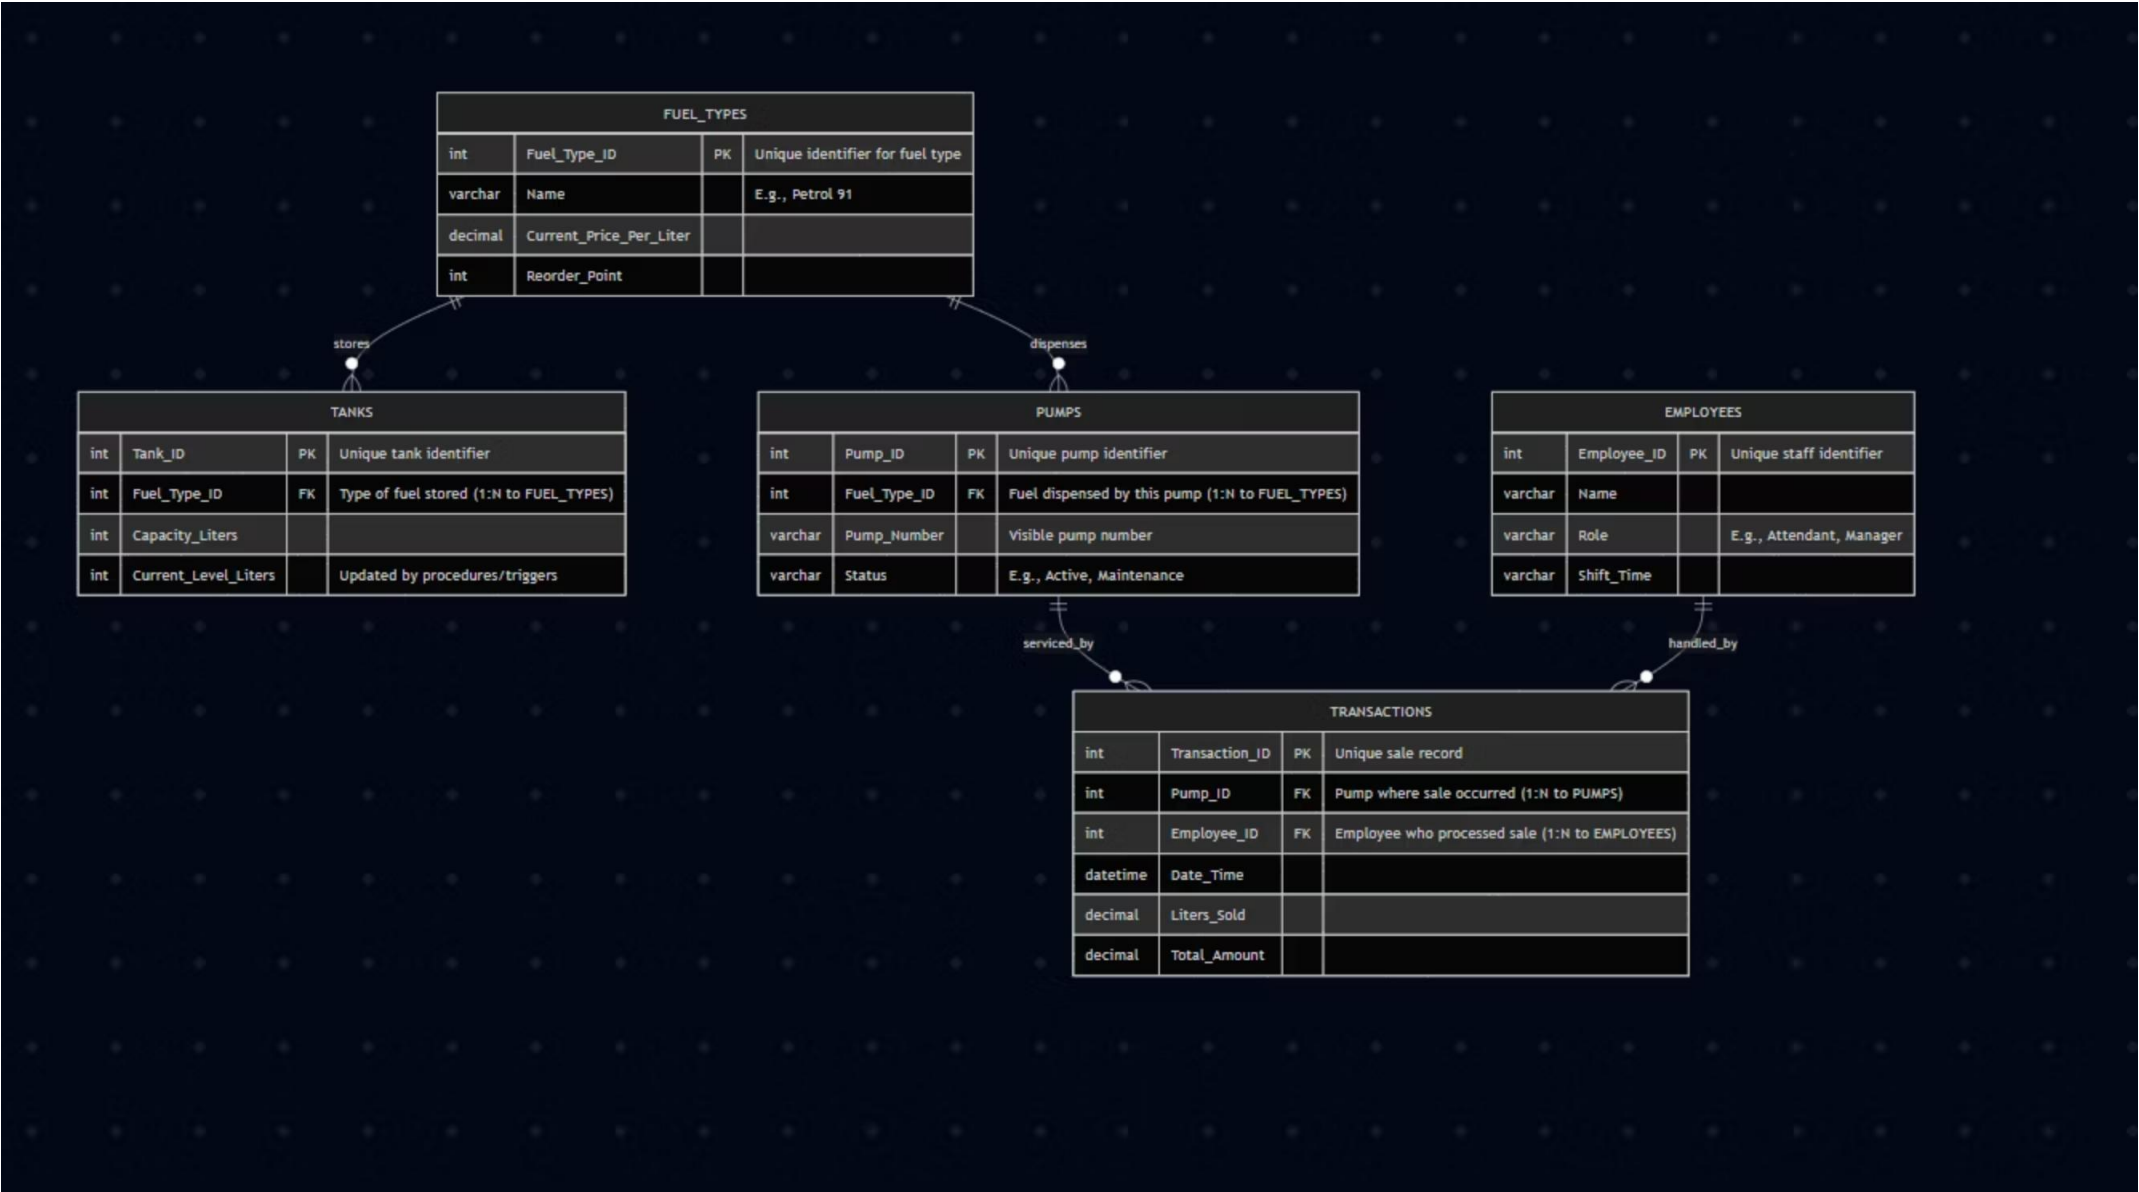 FUEL_TYPES
int Fuel_Type_ID PK Unique identifier for fuel type
varchar Name E.g., Petrol 91
decimal Current_Price_Per_Liter
int Reorder_Point
stores
dispenses
TANKS
int Tank_ID PK Unique tank identifier
int Fuel_Type_ID FK Type of fuel stored (1:N to FUEL_TYPES)
int Capacity_Liters
int Current_Level_Liters Updated by procedures/triggers
PUMPS
int Pump_ID PK Unique pump identifier
int Fuel_Type_ID FK Fuel dispensed by this pump (1:N to FUEL_TYPES)
varchar Pump_Number Visible pump number
varchar Status E.g., Active, Maintenance
EMPLOYEES
int Employee_ID PK Unique staff identifier
varchar Name
varchar Role E.g., Attendant, Manager
varchar Shift_Time
serviced_by
handled_by
TRANSACTIONS
int Transaction_ID PK Unique sale record
int Pump_ID FK Pump where sale occurred (1:N to PUMPS)
int Employee_ID FK Employee who processed sale (1:N to EMPLOYEES)
datetime Date_Time
decimal Liters_Sold
decimal Total_Amount